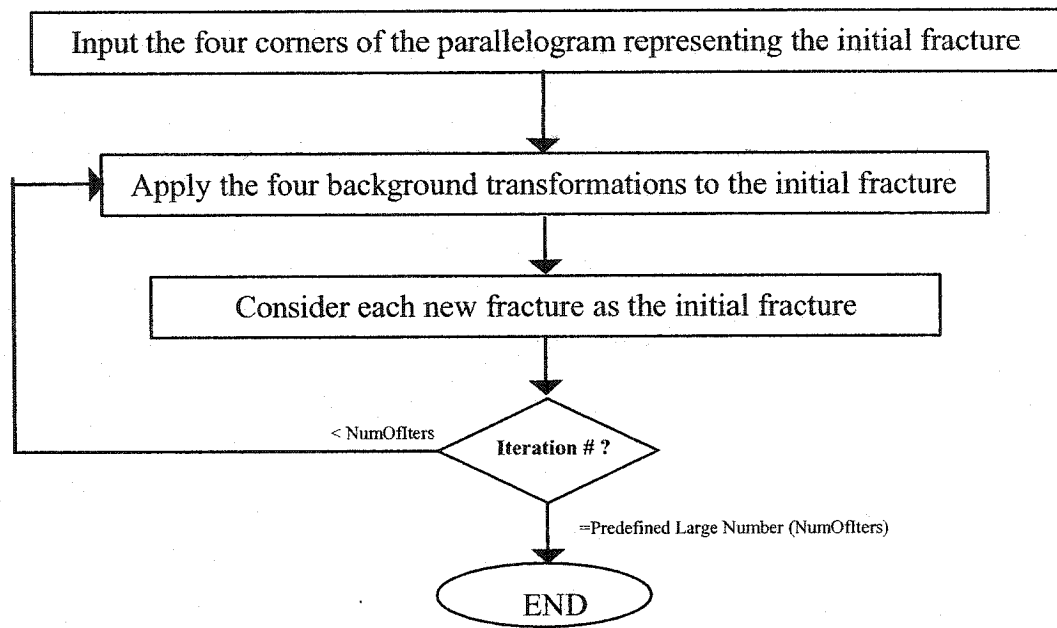 Input the four corners of the parallelogram representing the initial fracture
Apply the four background transformations to the initial fracture
Consider each new fracture as the initial fracture
< NumOfIters
Iteration # ?
=Predefined Large Number (NumOfIters)
END